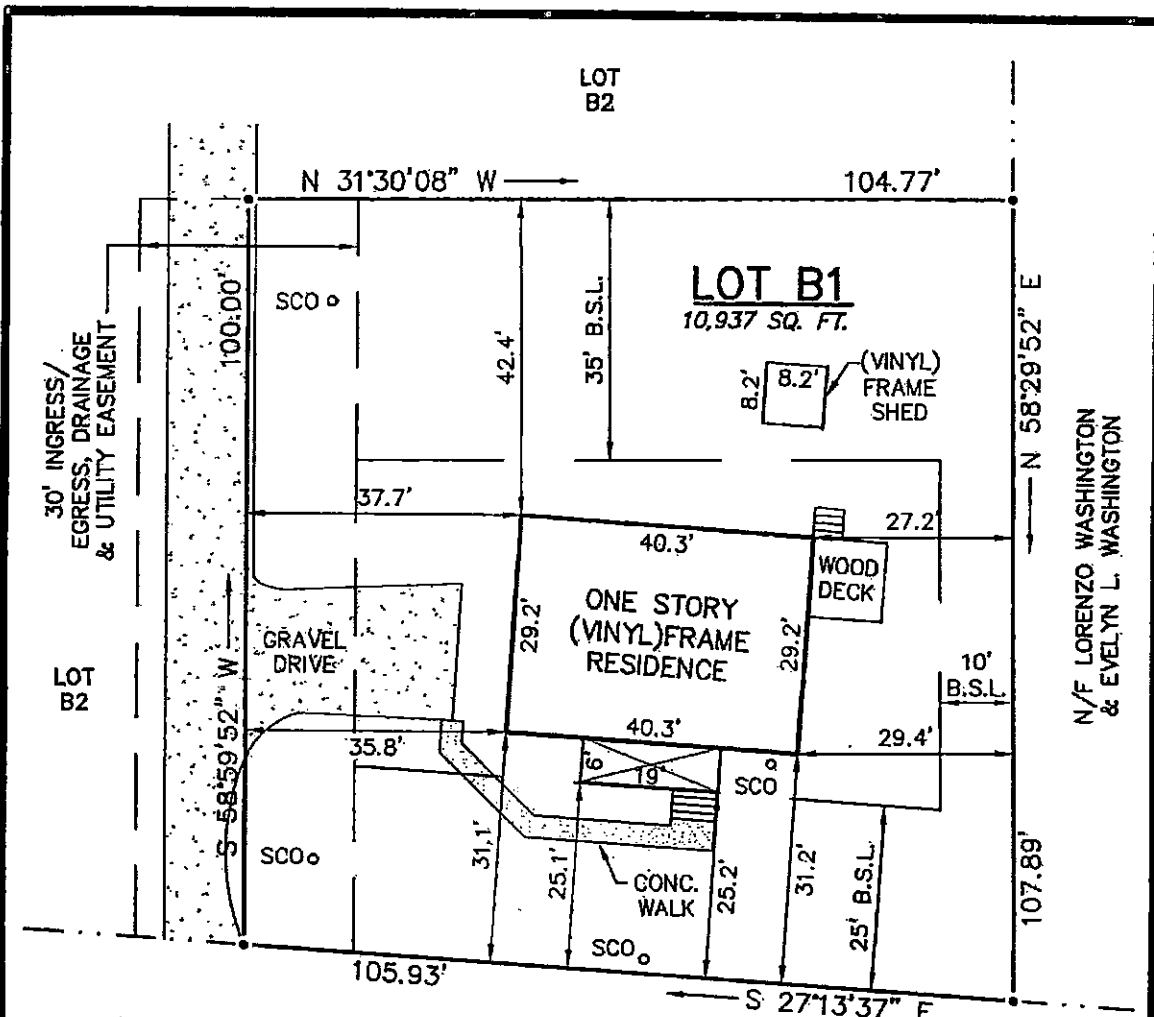 LOT
B2
N 31°30'08" W
104.77'
30' INGRESS/
EGRESS, DRAINAGE
& UTILITY EASEMENT
100.00'
SCO
42.4'
35' B.S.L.
LOT B1
10,937 SQ. FT.
8.2'
8.2'
(VINYL)
FRAME
SHED
N 58°29'52" E
N/F LORENZO WASHINGTON
& EVELYN L. WASHINGTON
37.7'
40.3'
27.2'
WOOD
DECK
29.2'
ONE STORY
(VINYL)FRAME
RESIDENCE
29.2'
GRAVEL
DRIVE
LOT
B2
S 58°59'52" W
10'
B.S.L.
35.8'
40.3'
29.4'
6'
19'
SCO
SCO
31.1'
25.1'
CONC.
WALK
25.2'
31.2'
25' B.S.L.
107.89'
SCO
105.93'
S 27°13'37" E